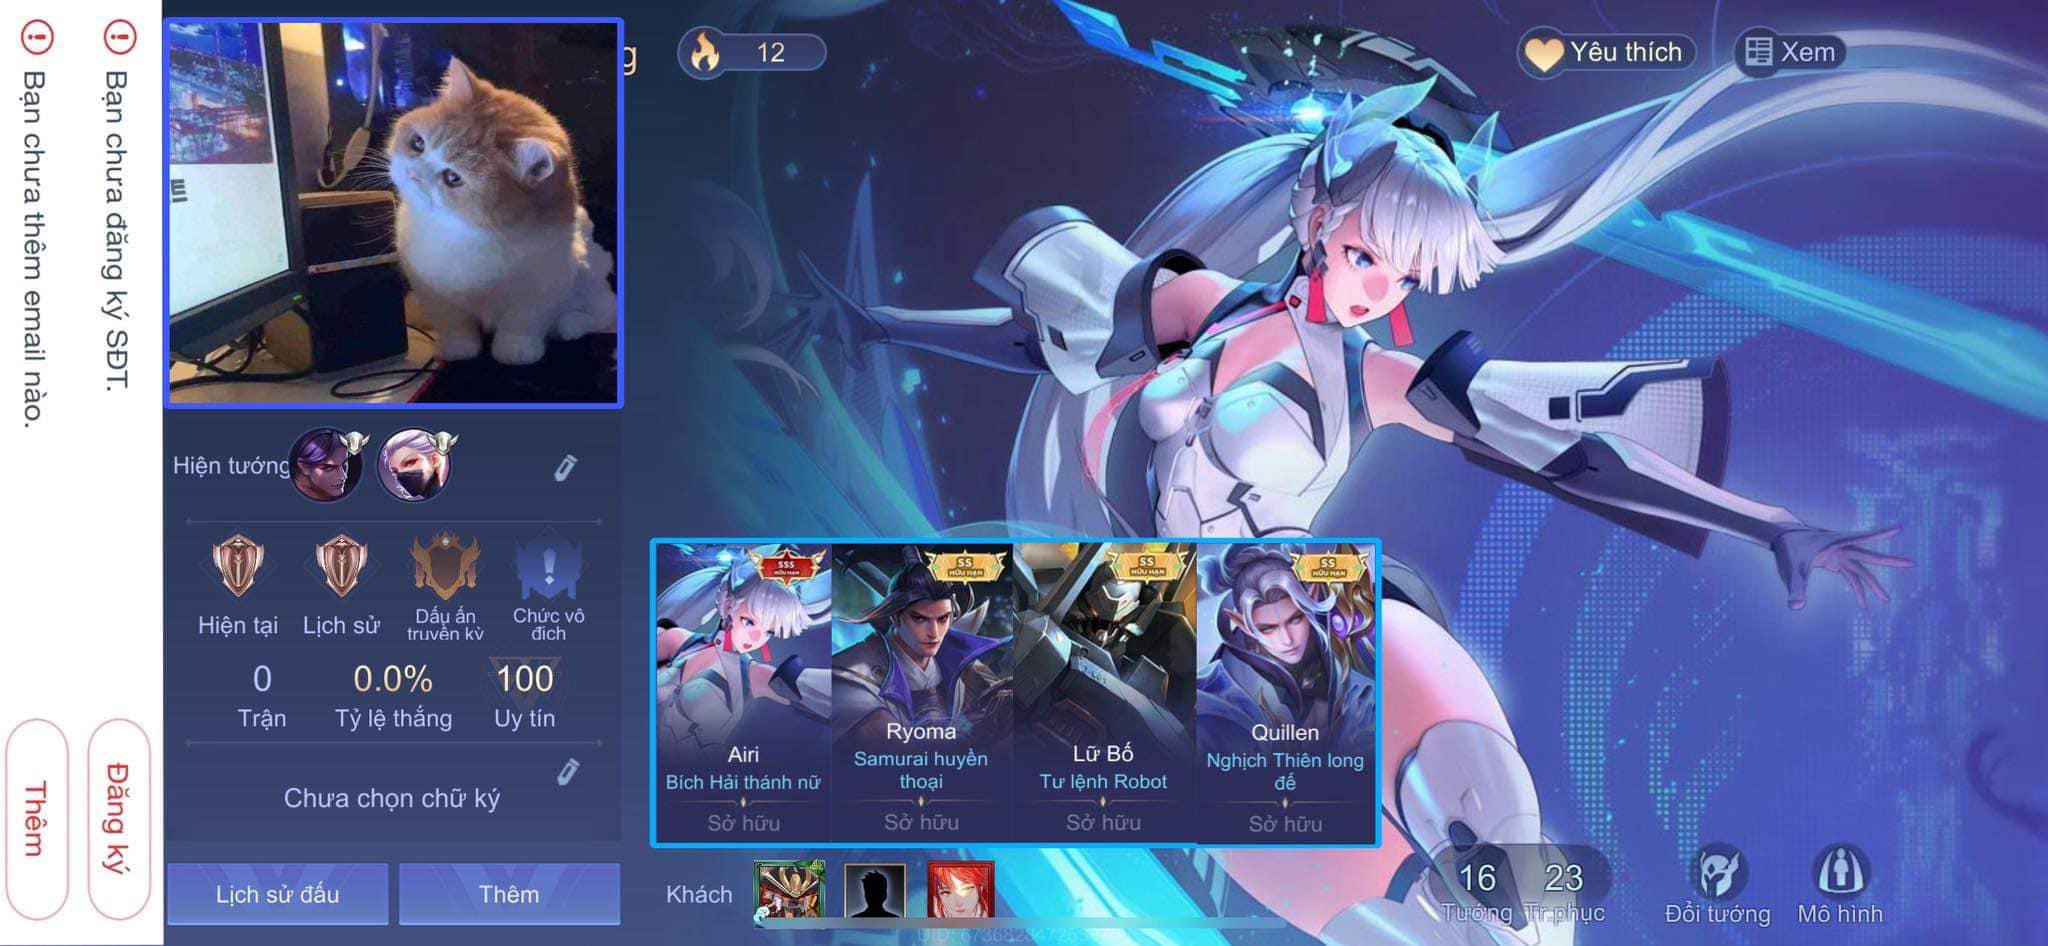 Bạn chưa đăng ký SĐT.
Đăng ký
Bạn chưa thêm email nào.
Thêm
g
12
Yêu thích
Xem
Hiện tướng
Hiện tại
Lịch sử
Dấu ấn
truyền kỳ
Chức vô
địch
0
0.0%
100
Trận
Tỷ lệ thắng
Uy tín
Chưa chọn chữ ký
Lịch sử đấu
Thêm
SSS
HỮU HẠN
Airi
Bích Hải thánh nữ
Sở hữu
SS
HỮU HẠN
Ryoma
Samurai huyền
thoại
Sở hữu
SS
HỮU HẠN
Lữ Bố
Tư lệnh Robot
Sở hữu
SS
HỮU HẠN
Quillen
Nghịch Thiên long
đế
Sở hữu
Khách
16
Tướng
23
Tr.phục
Đổi tướng
Mô hình